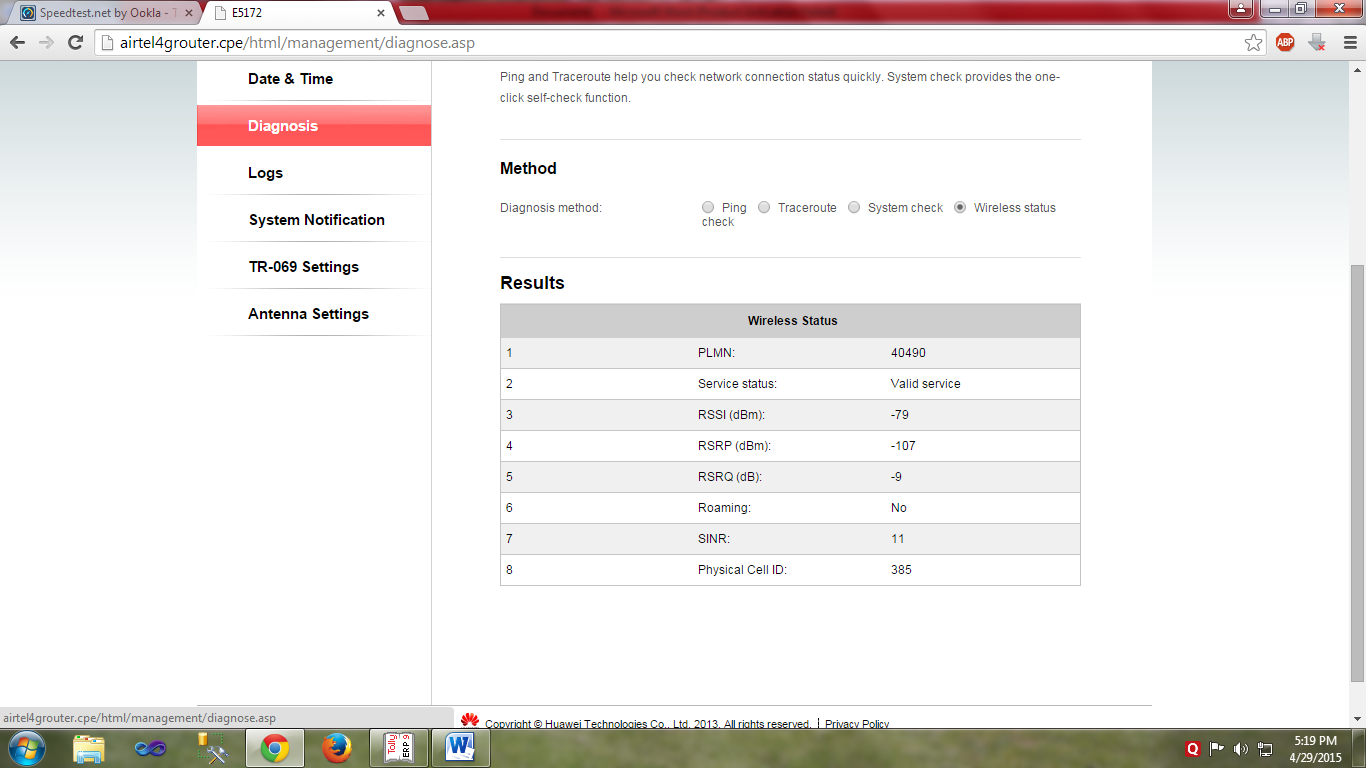 Speedtest.net by Ookla - T
E5172
airtel4grouter.cpe/html/management/diagnose.asp
ABP
Date & Time
Diagnosis
Logs
System Notification
TR-069 Settings
Antenna Settings
Ping and Traceroute help you check network connection status quickly. System check provides the one-
click self-check function.
Method
Diagnosis method:
Ping check
Traceroute
System check
Wireless status
Results
Wireless Status
1 PLMN: 40490
2 Service status: Valid service
3 RSSI (dBm): -79
4 RSRP (dBm): -107
5 RSRQ (dB): -9
6 Roaming: No
7 SINR: 11
8 Physical Cell ID: 385
airtel4grouter.cpe/html/management/diagnose.asp
Copyright © Huawei Technologies Co., Ltd. 2013. All rights reserved. | Privacy Policy
Tally
ERP 9
W
Q
5:19 PM
4/29/2015